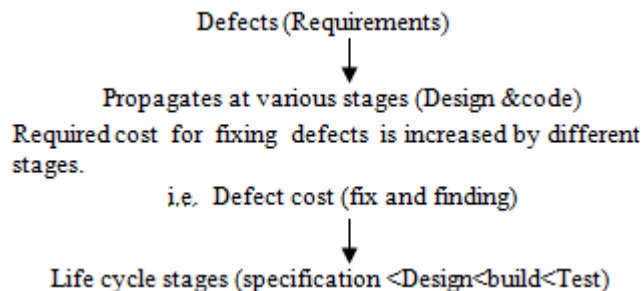 Defects (Requirements)
Propagates at various stages (Design &code)
Required cost for fixing defects is increased by different
stages.
i.e. Defect cost (fix and finding)
Life cycle stages (specification <Design<build<Test)